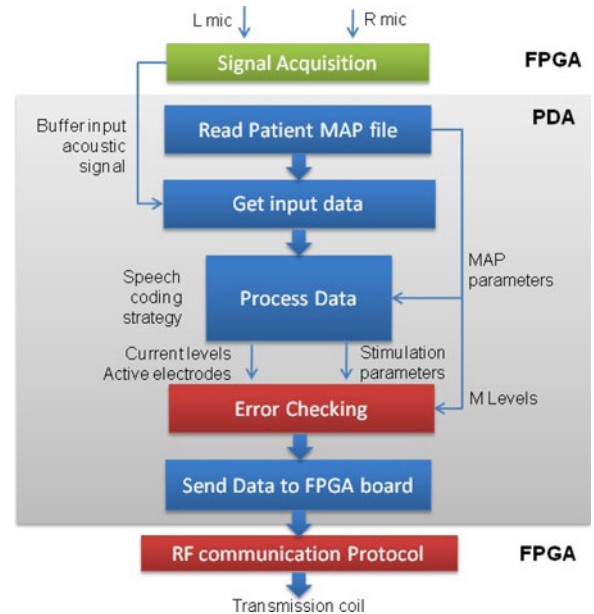 L mic
R mic
Signal Acquisition
FPGA
PDA
Buffer input
acoustic
signal
Read Patient MAP file
Get input data
MAP
parameters
Speech
coding
strategy
Process Data
Current levels
Active electrodes
Stimulation
parameters
Error Checking
M Levels
Send Data to FPGA board
RF communication Protocol
FPGA
Transmission coil